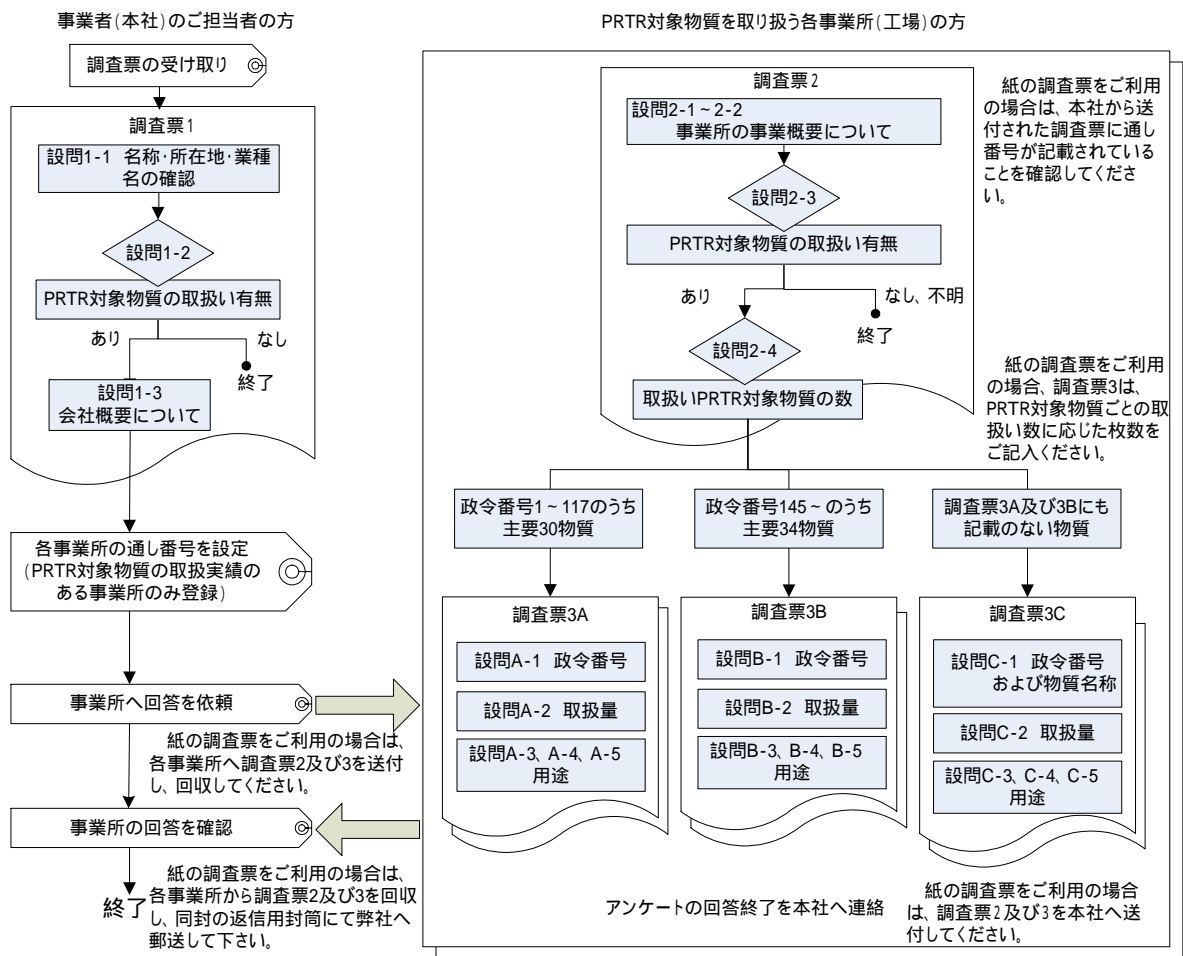 事業者(本社)のご担当者の方
調査票の受け取り
調査票1
設問1-1 名称・所在地・業種
名の確認
設問1-2
PRTR対象物質の取扱い有無
あり
なし
終了
設問1-3
会社概要について
各事業所の通し番号を設定
(PRTR対象物質の取扱実績の
ある事業所のみ登録)
事業所へ回答を依頼
紙の調査票をご利用の場合は、
各事業所へ調査票2及び3を送付
し、回収してください。
事業所の回答を確認
紙の調査票をご利用の場合は、
各事業所から調査票2及び3を回収
し、同封の返信用封筒にて弊社へ
郵送して下さい。
終了
PRTR対象物質を取り扱う各事業所(工場)の方
調査票2
設問2-1~2-2
事業所の事業概要について
設問2-3
PRTR対象物質の取扱い有無
あり
なし、不明
終了
設問2-4
取扱いPRTR対象物質の数
紙の調査票をご利用
の場合は、本社から送
付された調査票に通し
番号が記載されている
ことを確認してくださ
い。
紙の調査票をご利用
の場合、調査票3は、
PRTR対象物質ごとの取
扱い数に応じた枚数を
ご記入ください。
政令番号1~117のうち
主要30物質
政令番号145~のうち
主要34物質
調査票3A及び3Bにも
記載のない物質
調査票3A
設問A-1 政令番号
設問A-2 取扱量
設問A-3、A-4、A-5
用途
調査票3B
設問B-1 政令番号
設問B-2 取扱量
設問B-3、B-4、B-5
用途
調査票3C
設問C-1 政令番号
および物質名称
設問C-2 取扱量
設問C-3、C-4、C-5
用途
アンケートの回答終了を本社へ連絡
紙の調査票をご利用の場合
は、調査票2及び3を本社へ送
付してください。